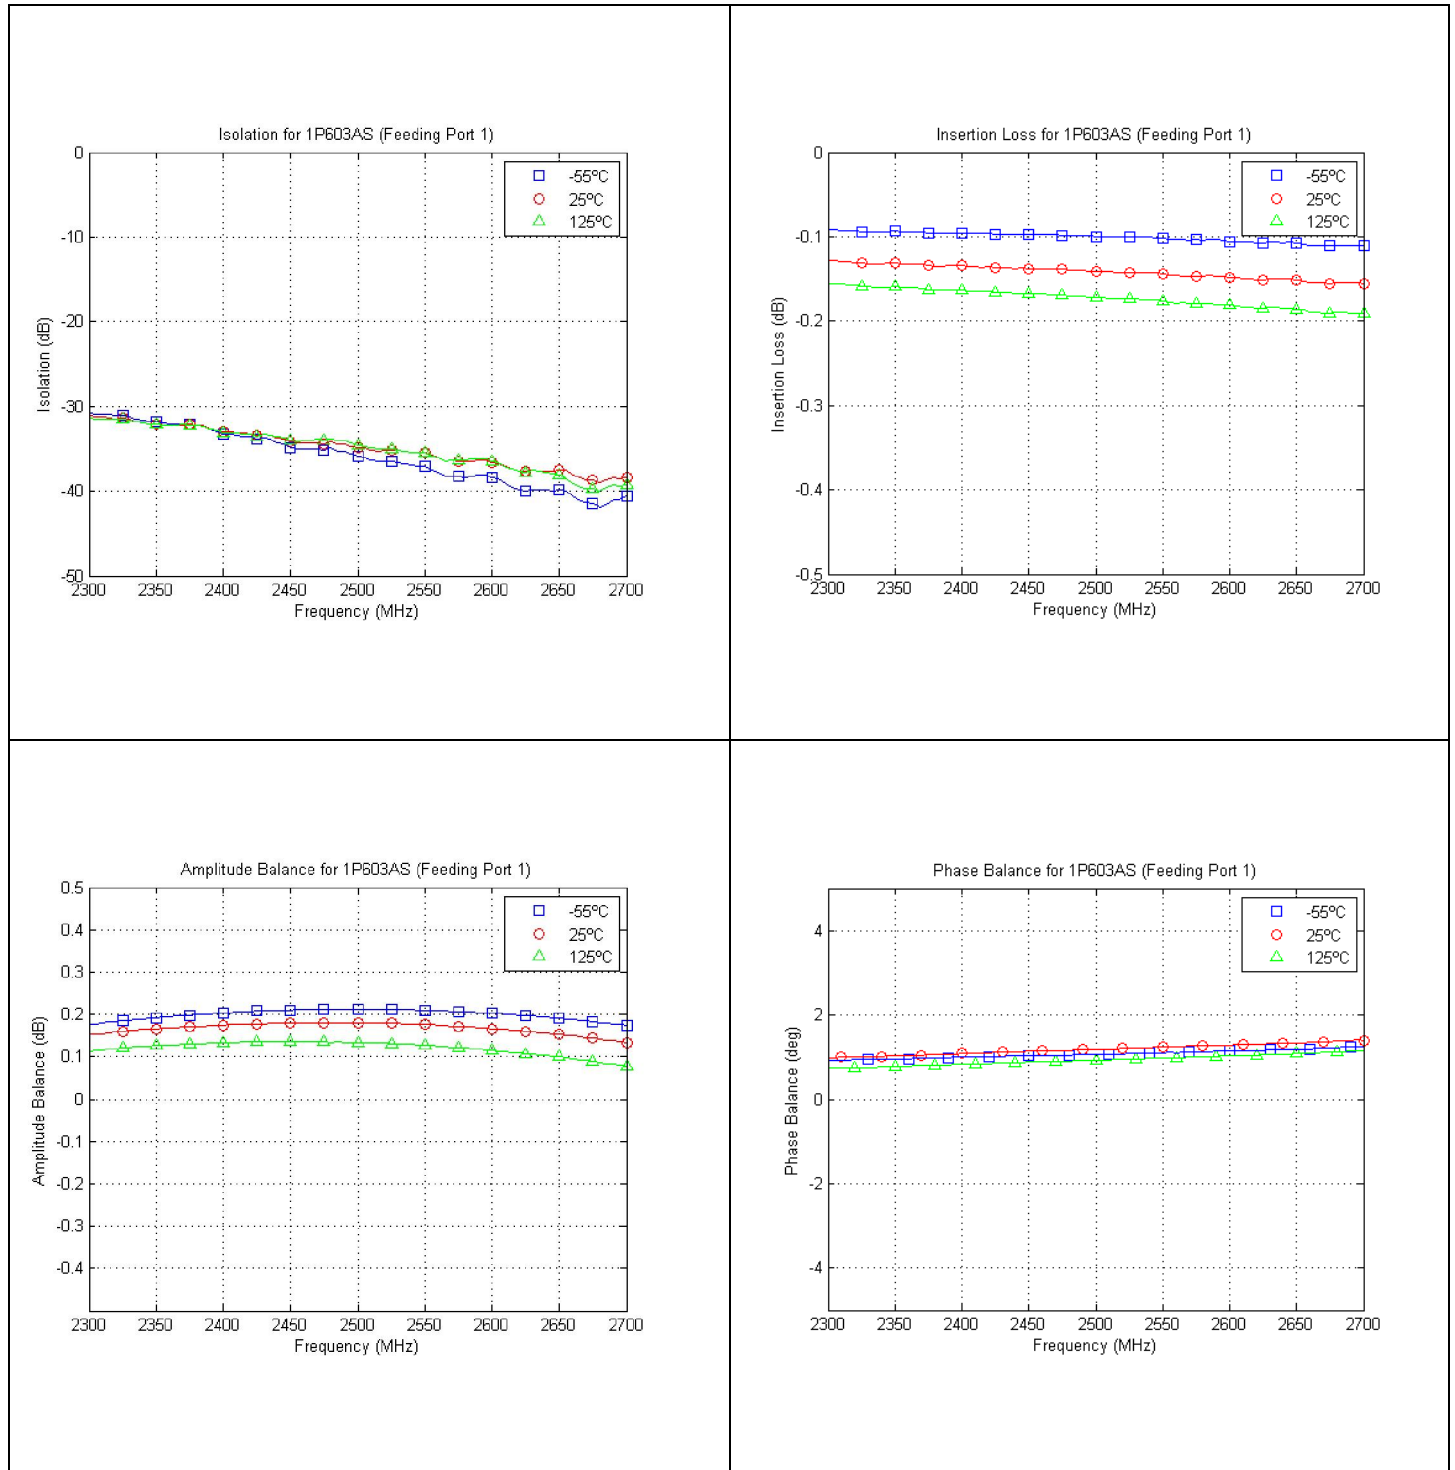 Isolation for 1P603AS (Feeding Port 1)
0
-10
-20
-30
-40
-50
Isolation (dB)
-55ºC
25ºC
125ºC
2300 2350 2400 2450 2500 2550 2600 2650 2700
Frequency (MHz)
Insertion Loss for 1P603AS (Feeding Port 1)
0
-0.1
-0.2
-0.3
-0.4
-0.5
Insertion Loss (dB)
-55ºC
25ºC
125ºC
2300 2350 2400 2450 2500 2550 2600 2650 2700
Frequency (MHz)
Amplitude Balance for 1P603AS (Feeding Port 1)
0.5
0.4
0.3
0.2
0.1
0
-0.1
-0.2
-0.3
-0.4
Amplitude Balance (dB)
-55ºC
25ºC
125ºC
2300 2350 2400 2450 2500 2550 2600 2650 2700
Frequency (MHz)
Phase Balance for 1P603AS (Feeding Port 1)
4
2
0
-2
-4
Phase Balance (deg)
-55ºC
25ºC
125ºC
2300 2350 2400 2450 2500 2550 2600 2650 2700
Frequency (MHz)